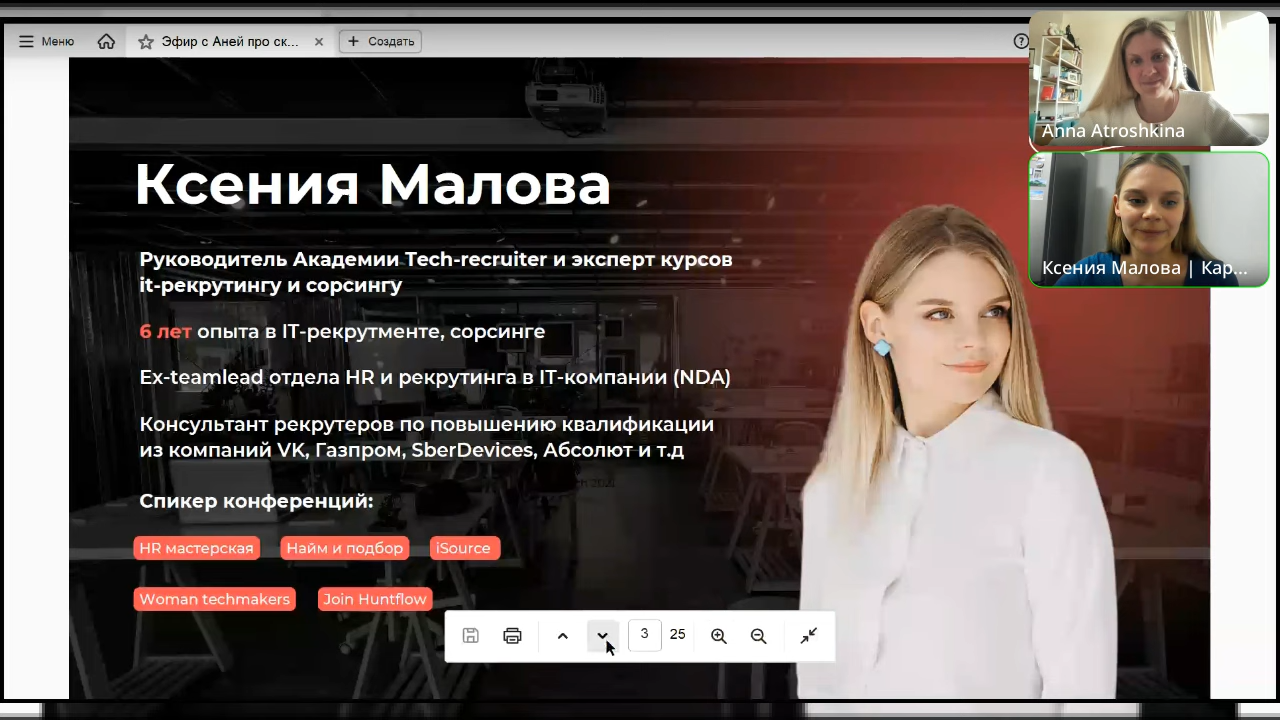 Меню
Эфир с Аней про ск...
Создать
Anna Atroshkina
Ксения Малова | Кар...
Ксения Малова
Руководитель Академии Tech-recruiter и эксперт курсов
it-рекрутингу и сорсингу
6 лет опыта в IT-рекрутменте, сорсинге
Ex-teamlead отдела HR и рекрутинга в IT-компании (NDA)
Консультант рекрутеров по повышению квалификации
из компаний VK, Газпром, SberDevices, Абсолют и т.д
Спикер конференций:
HR мастерская Найм и подбор iSource
Woman techmakers Join Huntflow
3 25